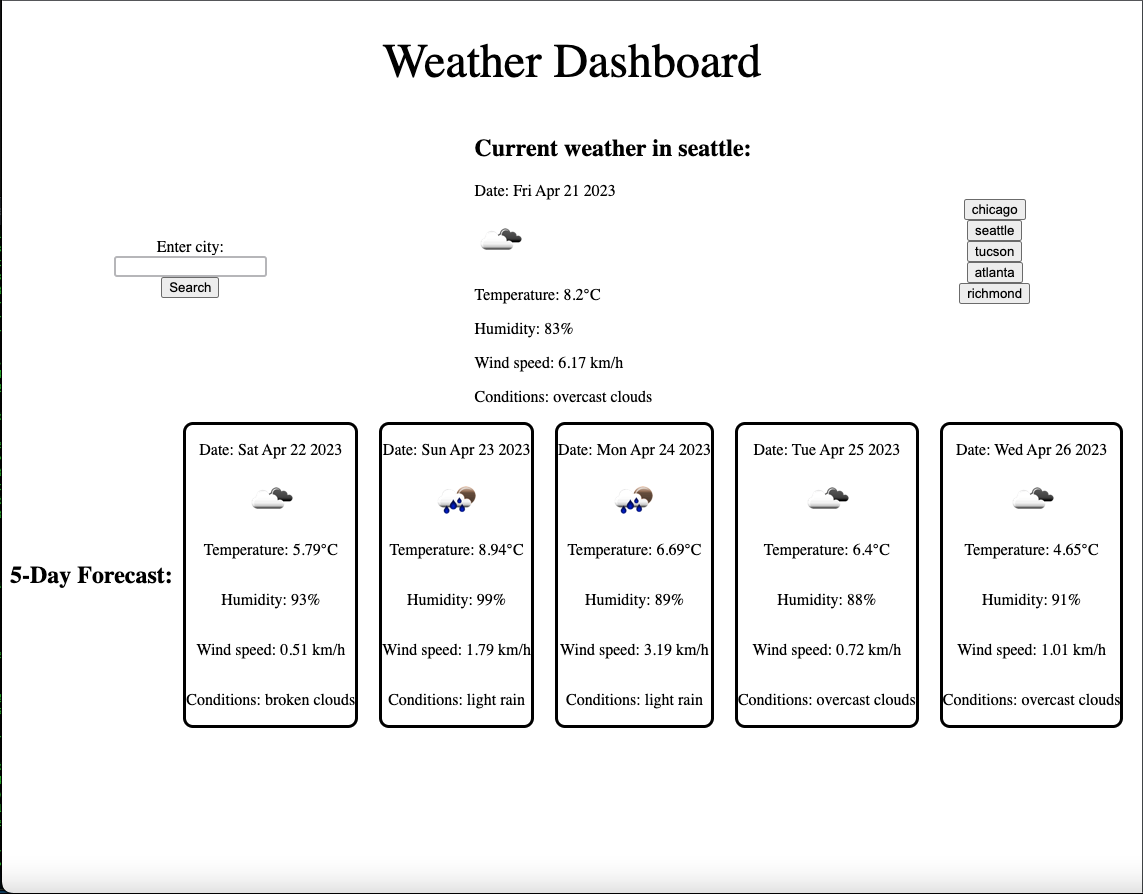 Weather Dashboard
Enter city:
Search
Current weather in seattle:
Date: Fri Apr 21 2023
Temperature: 8.2°C
Humidity: 83%
Wind speed: 6.17 km/h
Conditions: overcast clouds
chicago
seattle
tucson
atlanta
richmond
5-Day Forecast:
Date: Sat Apr 22 2023
Temperature: 5.79°C
Humidity: 93%
Wind speed: 0.51 km/h
Conditions: broken clouds
Date: Sun Apr 23 2023
Temperature: 8.94°C
Humidity: 99%
Wind speed: 1.79 km/h
Conditions: light rain
Date: Mon Apr 24 2023
Temperature: 6.69°C
Humidity: 89%
Wind speed: 3.19 km/h
Conditions: light rain
Date: Tue Apr 25 2023
Temperature: 6.4°C
Humidity: 88%
Wind speed: 0.72 km/h
Conditions: overcast clouds
Date: Wed Apr 26 2023
Temperature: 4.65°C
Humidity: 91%
Wind speed: 1.01 km/h
Conditions: overcast clouds